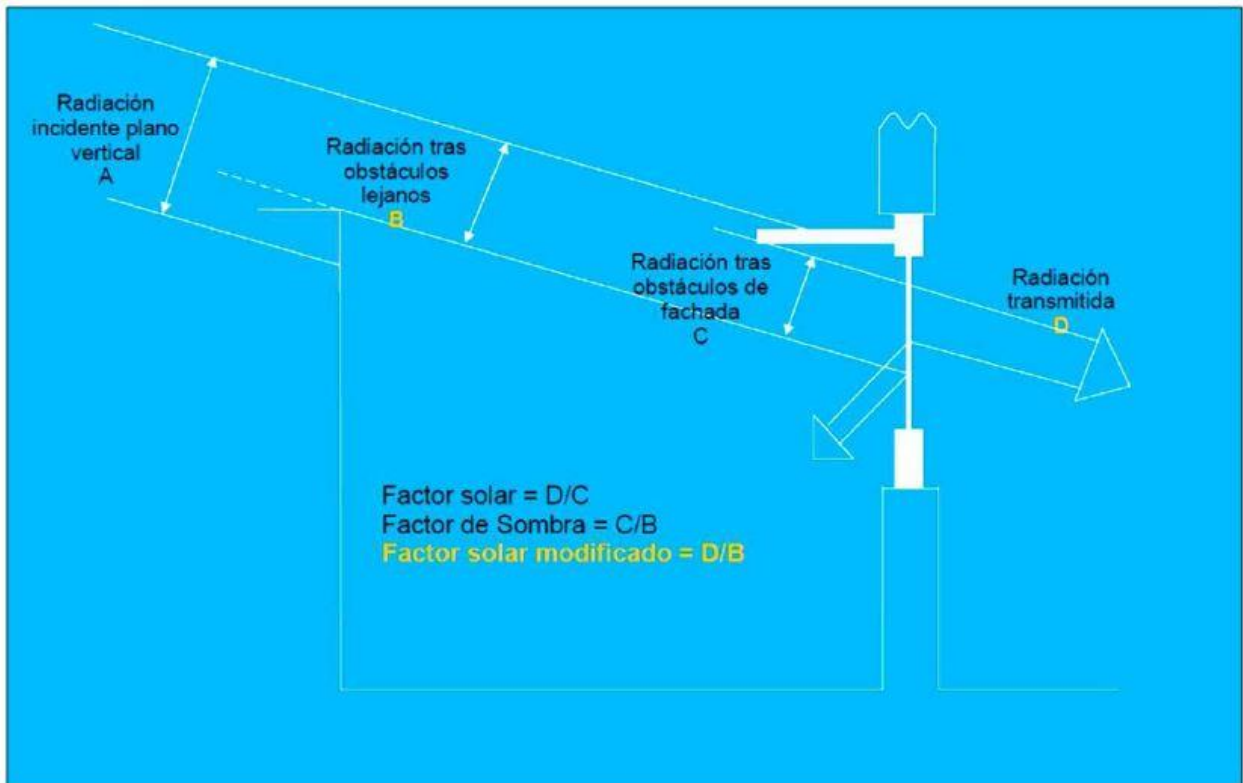 Radiación
incidente plano
vertical
A
Radiación tras
obstáculos
lejanos
B
Radiación tras
obstáculos de
fachada
C
Radiación
transmitida
D
Factor solar = D/C
Factor de Sombra = C/B
Factor solar modificado = D/B